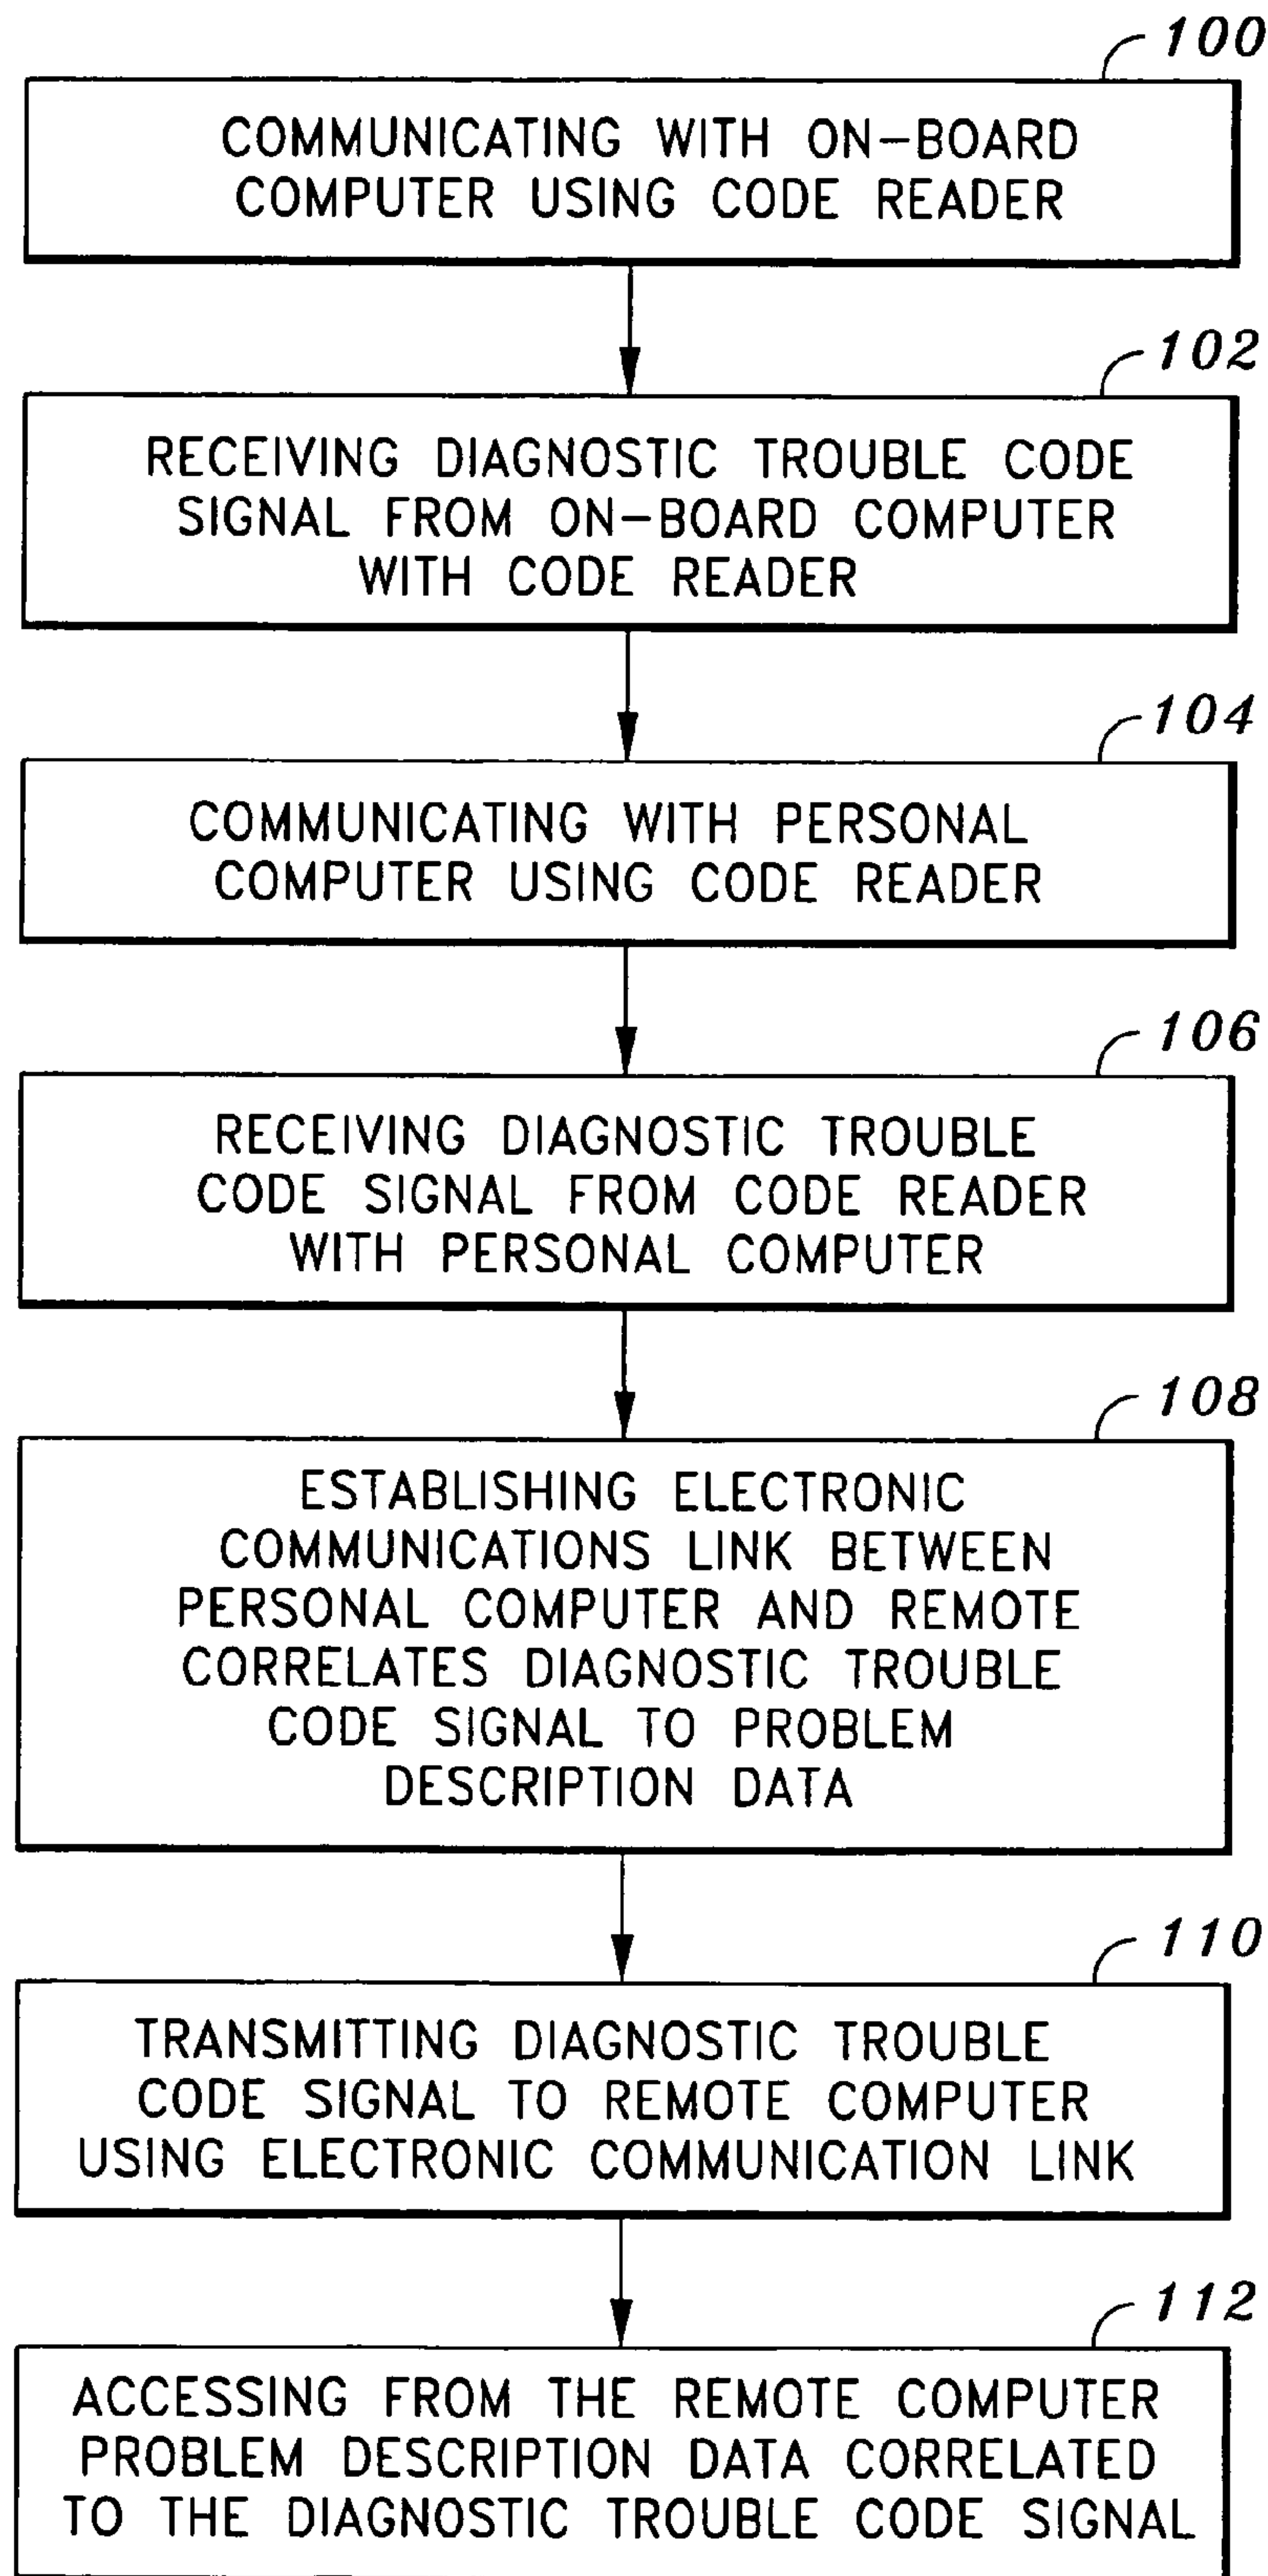 100
COMMUNICATING WITH ON-BOARD
COMPUTER USING CODE READER
102
RECEIVING DIAGNOSTIC TROUBLE CODE
SIGNAL FROM ON-BOARD COMPUTER
WITH CODE READER
104
COMMUNICATING WITH PERSONAL
COMPUTER USING CODE READER
106
RECEIVING DIAGNOSTIC TROUBLE
CODE SIGNAL FROM CODE READER
WITH PERSONAL COMPUTER
108
ESTABLISHING ELECTRONIC
COMMUNICATIONS LINK BETWEEN
PERSONAL COMPUTER AND REMOTE
CORRELATES DIAGNOSTIC TROUBLE
CODE SIGNAL TO PROBLEM
DESCRIPTION DATA
110
TRANSMITTING DIAGNOSTIC TROUBLE
CODE SIGNAL TO REMOTE COMPUTER
USING ELECTRONIC COMMUNICATION LINK
112
ACCESSING FROM THE REMOTE COMPUTER
PROBLEM DESCRIPTION DATA CORRELATED
TO THE DIAGNOSTIC TROUBLE CODE SIGNAL